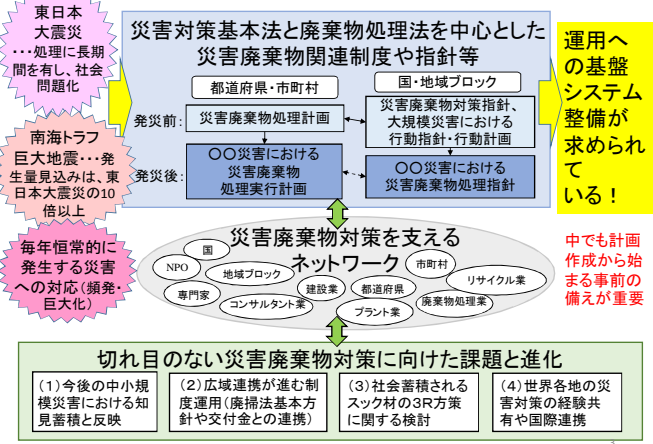 東日本
大震災
・・・処理に長期
間を有し、社会
問題化
南海トラフ
巨大地震・・・発
生量見込みは、東
日本大震災の10
倍以上
毎年恒常的に
発生する災害
への対応(頻発・
巨大化)
災害対策基本法と廃棄物処理法を中心とした
災害廃棄物関連制度や指針等
都道府県・市町村
国・地域ブロック
発災前:
災害廃棄物処理計画
災害廃棄物対策指針、
大規模災害における
行動指針・行動計画
発災後:
〇〇災害における
災害廃棄物
処理実行計画
〇〇災害における
災害廃棄物処理指針
運用へ
の基盤
システム
整備が
求められ
て
いる！
中でも計画
作成から始
まる事前の
備えが重要
災害廃棄物対策を支える
ネットワーク
国
NPO
地域ブロック
専門家
コンサルタント業
建設業
都道府県
プラント業
市町村
廃棄物処理業
リサイクル業
切れ目のない災害廃棄物対策に向けた課題と進化
(1)今後の中小規
模災害における知
見蓄積と反映
(2)広域連携が進む制
度運用(廃掃法基本方
針や交付金との連携)
(3)社会蓄積される
スック材の3R方策
に関する検討
(4)世界各地の災
害対策の経験共
有や国際連携